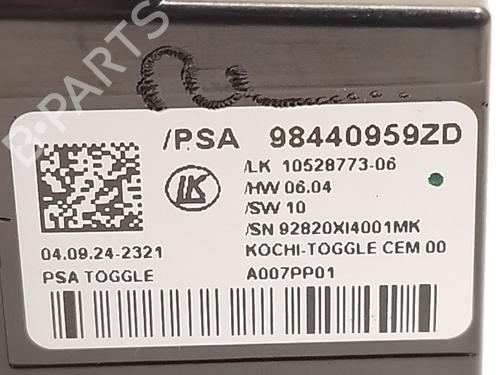 B-PARTS
/PSA 98440959ZD
/LK 10528773-06
/HW 06.04
LK
/SW 10
/SN 92820XI4001MK
04.09.24-2321 KOCHI-TOGGLE CEM 00
PSA TOGGLE A007PP01